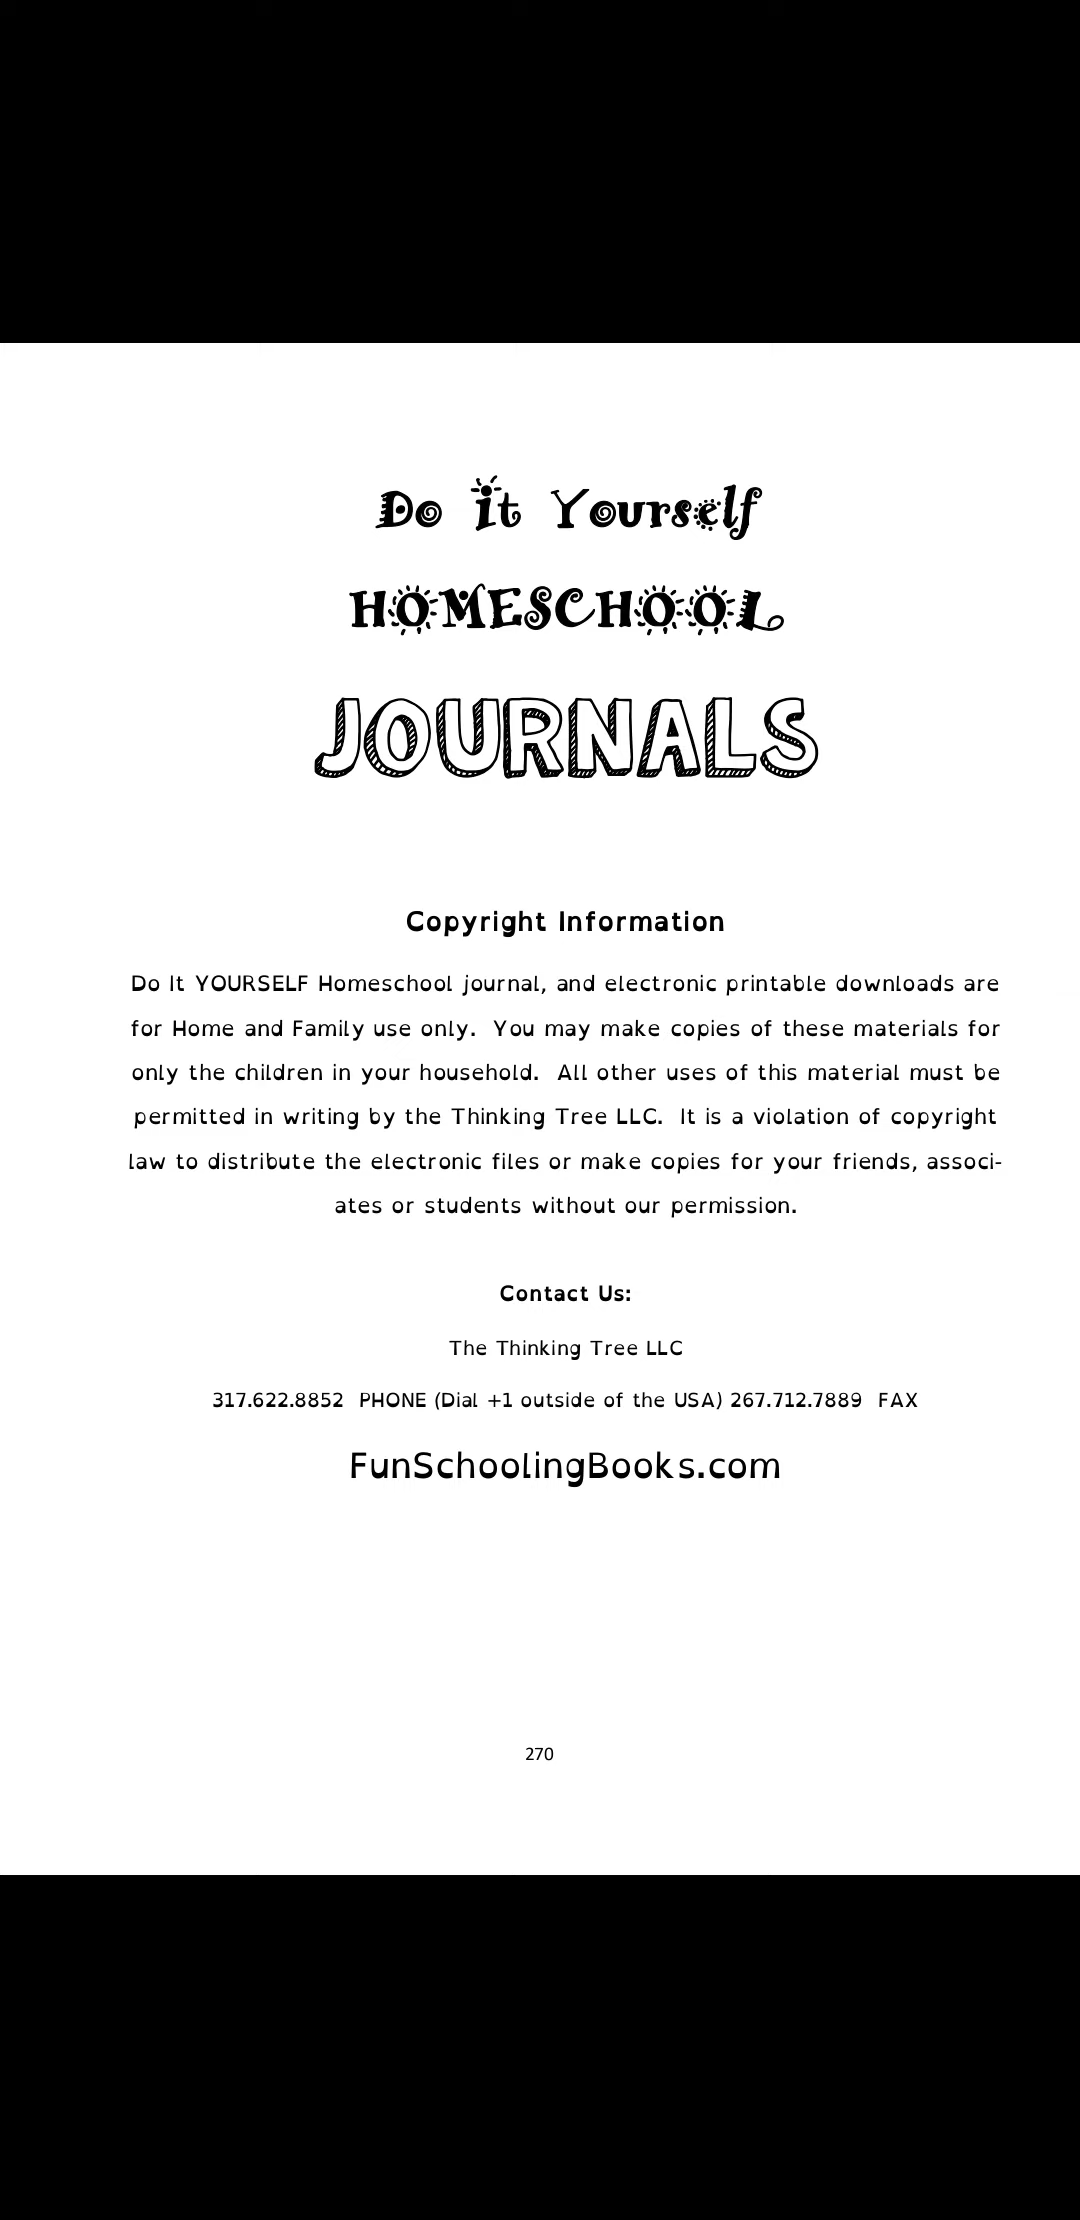 Do It Yourself
HOMESCHOOL
JOURNALS
Copyright Information
Do It YOURSELF Homeschool journal, and electronic printable downloads are
for Home and Family use only.  You may make copies of these materials for
only the children in your household.  All other uses of this material must be
permitted in writing by the Thinking Tree LLC.  It is a violation of copyright
law to distribute the electronic files or make copies for your friends, associ-
ates or students without our permission.
Contact Us:
The Thinking Tree LLC
317.622.8852  PHONE (Dial +1 outside of the USA) 267.712.7889  FAX
FunSchoolingBooks.com
270